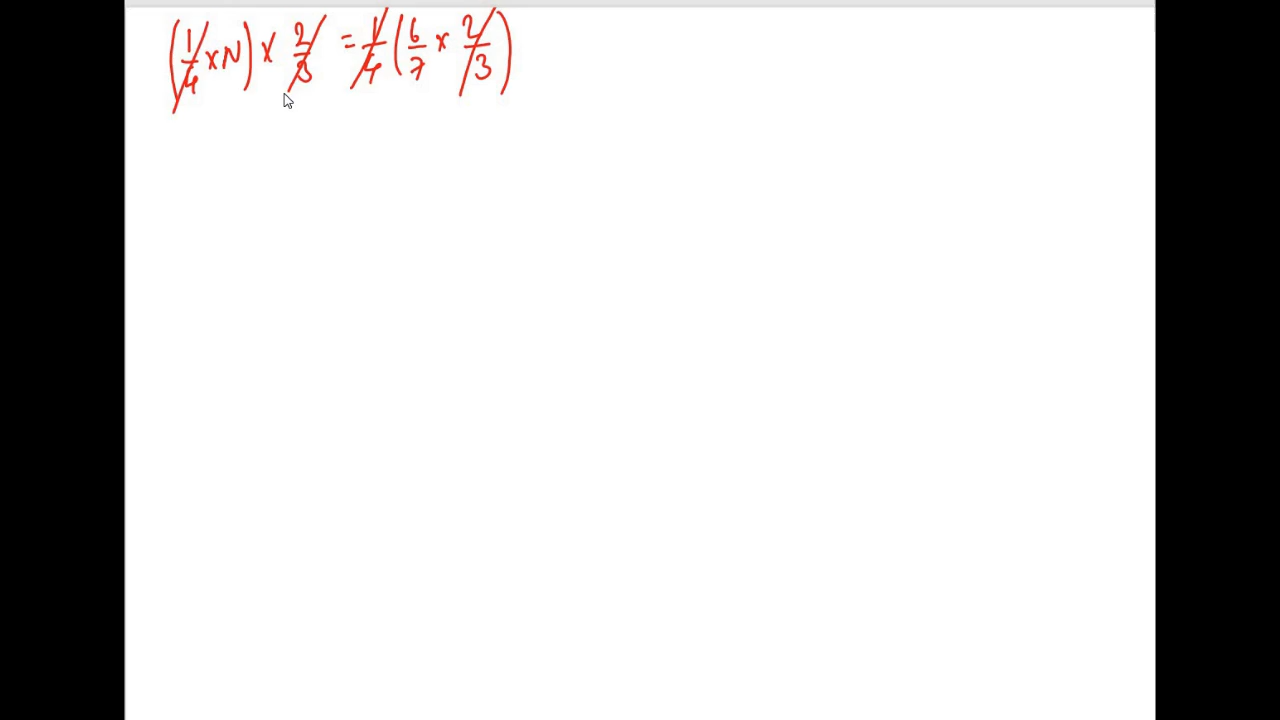 (1/4 x N) x 2/3 = 1/4 (6/7 x 2/3)